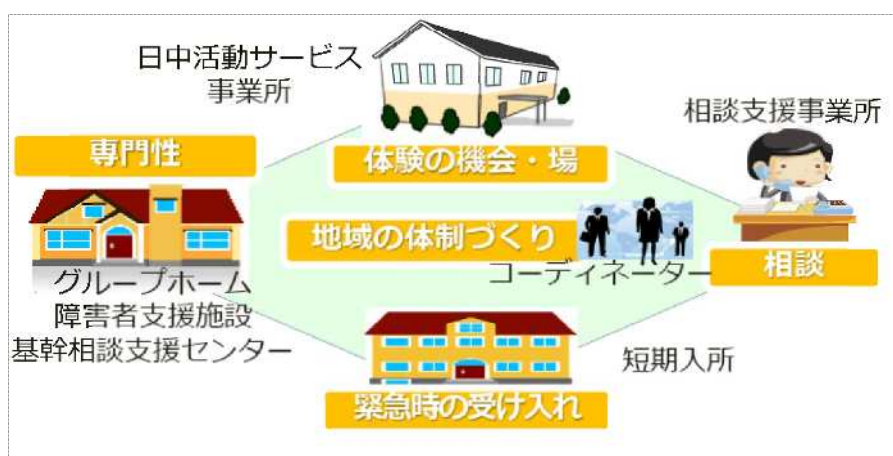 日中活動サービス
事業所
相談支援事業所
専門性
体験の機会・場
地域の体制づくり
コーディネーター
相談
グループホーム
障害者支援施設
基幹相談支援センター
短期入所
緊急時の受け入れ